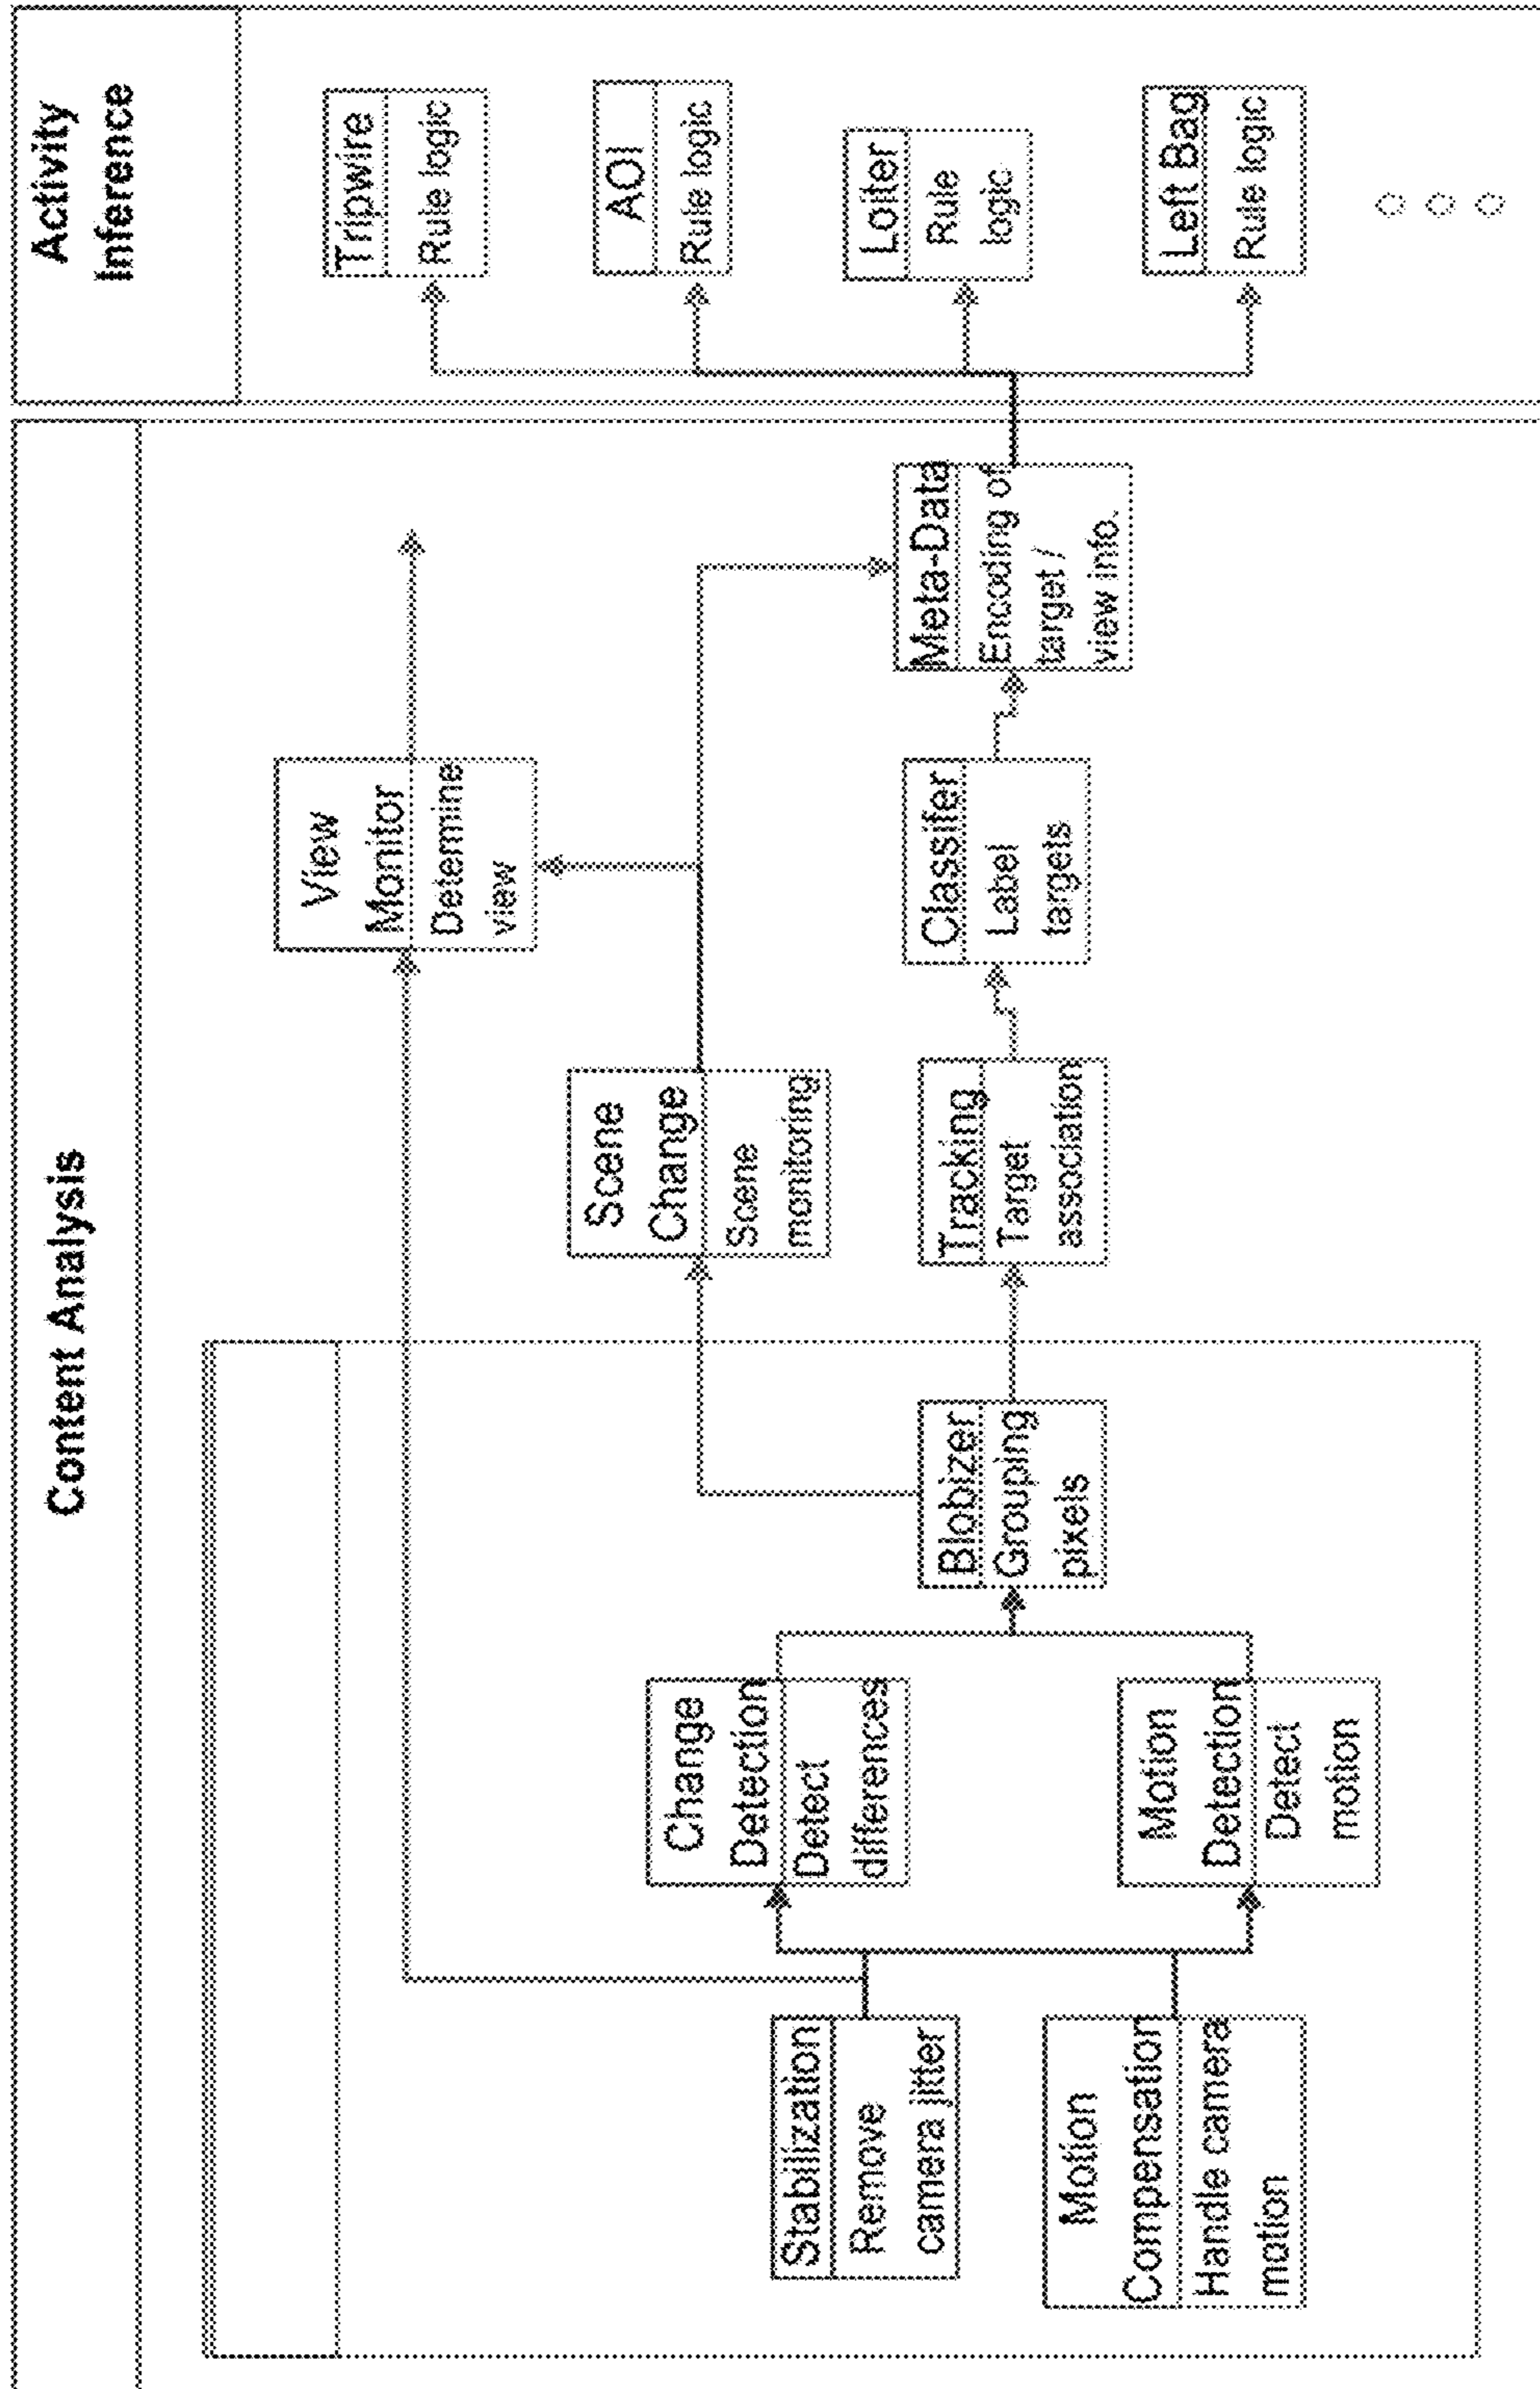 Content Analysis
Activity
Inference
Stabilization
Remove
camera jitter
Motion
Compensation
Handle camera
motion
Change
Detection
Detect
differences
Motion
Detection
Detect
motion
Blobizer
Grouping
pixels
Scene
Change
Scene
monitoring
Tracking
Target
association
View
Monitor
Determine
view
Classifer
Label
targets
Meta-Data
Encoding of
target /
view info.
Tripwire
Rule logic
AOI
Rule logic
Loiter
Rule
logic
Left Bag
Rule logic